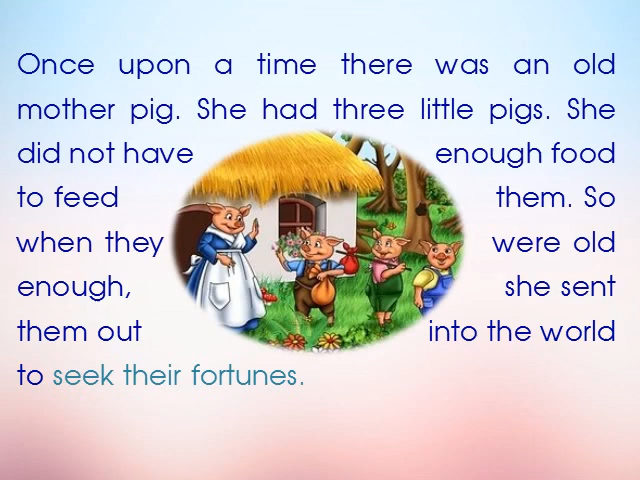 Once upon a time there was an old
mother pig. She had three little pigs. She
did not have enough food
to feed them. So
when they were old
enough, she sent
them out into the world
to seek their fortunes.